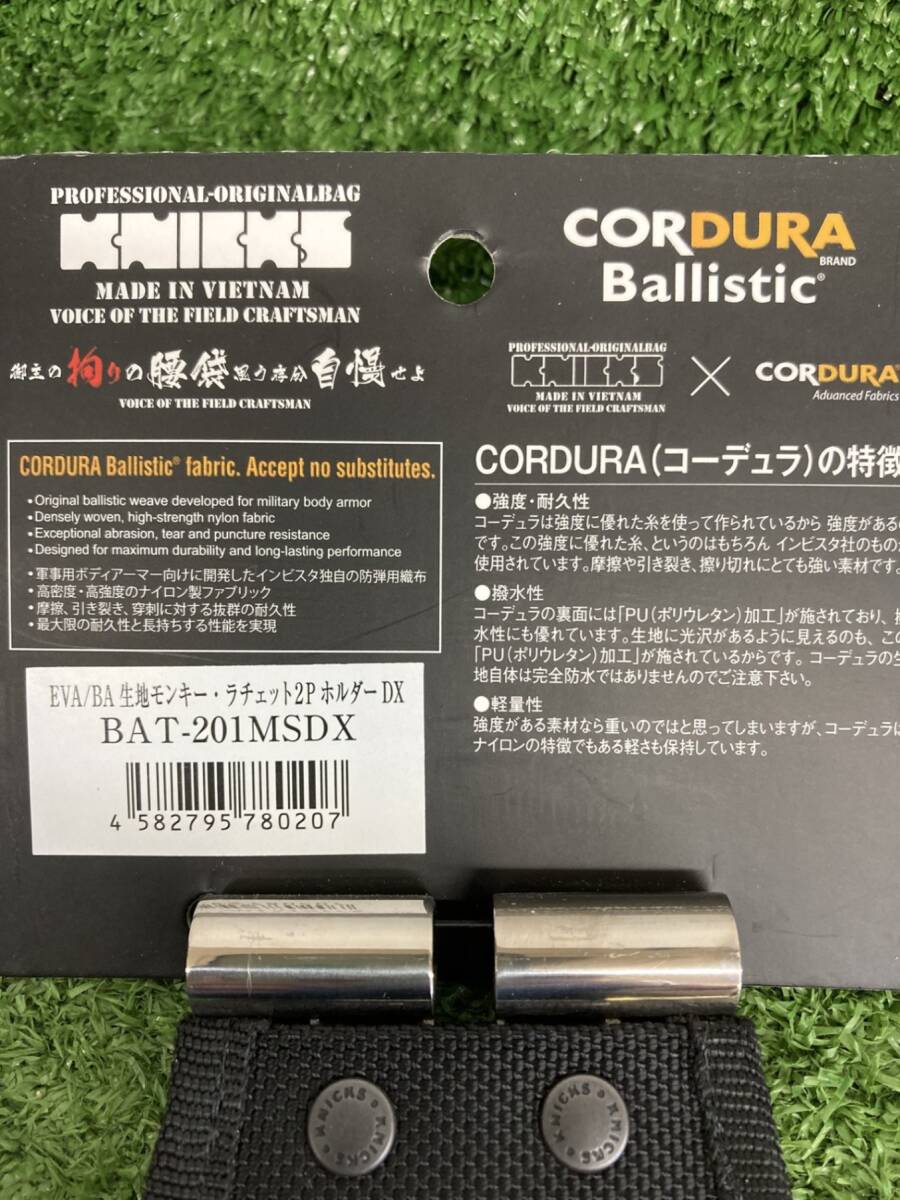 PROFESSIONAL-ORIGINALBAG
KNICKS
MADE IN VIETNAM
VOICE OF THE FIELD CRAFTSMAN
御主の拘りの腰袋思う存分自慢せよ
VOICE OF THE FIELD CRAFTSMAN
CORDURA Ballistic® fabric. Accept no substitutes.
•Original ballistic weave developed for military body armor
•Densely woven, high-strength nylon fabric
•Exceptional abrasion, tear and puncture resistance
•Designed for maximum durability and long-lasting performance
•軍事用ボディアーマー向けに開発したインビスタ独自の防弾用織布
•高密度・高強度のナイロン製ファブリック
•摩擦、引き裂き、穿刺に対する抜群の耐久性
•最大限の耐久性と長持ちする性能を実現
EVA/BA生地モンキー・ラチェット2PホルダーDX
BAT-201MSDX
4 582795 780207
CORDURA
BRAND
Ballistic®
PROFESSIONAL-ORIGINALBAG
KNICKS
MADE IN VIETNAM
VOICE OF THE FIELD CRAFTSMAN
×
CORDURA®
Advanced Fabrics
CORDURA(コーデュラ)の特徴
●強度・耐久性
コーデュラは強度に優れた糸を使って作られているから 強度があるの
です。この強度に優れた糸、というのはもちろん インビスタ社のものが
使用されています。摩擦や引き裂き、擦り切れにとても強い素材です。
●撥水性
コーデュラの裏面には「PU(ポリウレタン)加工」が施されており、撥
水性にも優れています。生地に光沢があるように見えるのも、この
「PU(ポリウレタン)加工」が施されているからです。コーデュラの生
地自体は完全防水ではありませんのでご注意下さい。
●軽量性
強度がある素材なら重いのではと思ってしまいますが、コーデュラは
ナイロンの特徴でもある軽さも保持しています。
KNICKS KNICKS
KNICKS KNICKS